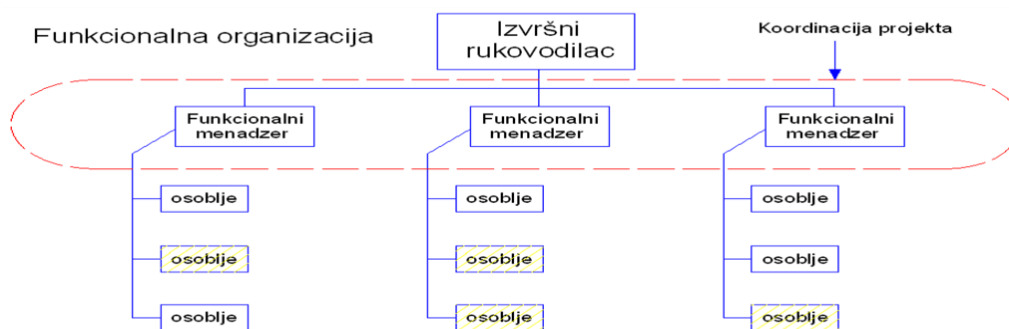 Funkcionalna organizacija
Izvršni
rukovodilac
Koordinacija projekta
Funkcionalni
menadzer
Funkcionalni
menadzer
Funkcionalni
menadzer
osoblje
osoblje
osoblje
osoblje
osoblje
osoblje
osoblje
osoblje
osoblje